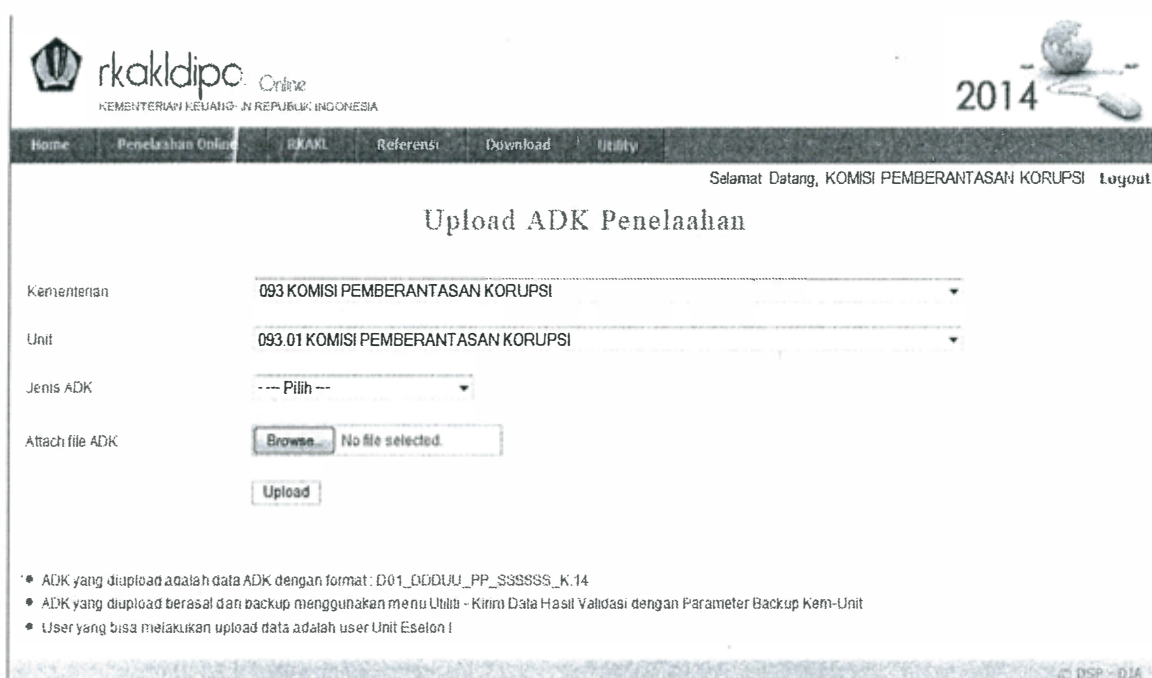 rkakldipa Online
KEMENTERIAN KEUANGAN REPUBLIK INDONESIA
2014
Home Penelaahan Online RKAKL Referensi Download Utility
Selamat Datang, KOMISI PEMBERANTASAN KORUPSI Logout
Upload ADK Penelaahan
Kementerian 093 KOMISI PEMBERANTASAN KORUPSI
Unit 093.01 KOMISI PEMBERANTASAN KORUPSI
Jenis ADK ---- Pilih ---
Attach file ADK Browse... No file selected.
Upload
ADK yang diupload adalah data ADK dengan format : D01_DDDUU_PP_SSSSSS_K.14
ADK yang diupload berasal dari backup menggunakan menu Utiliti - Kirim Data Hasil Validasi dengan Parameter Backup Kem-Unit
User yang bisa melakukan upload data adalah user Unit Eselon I
© DSP - DJA